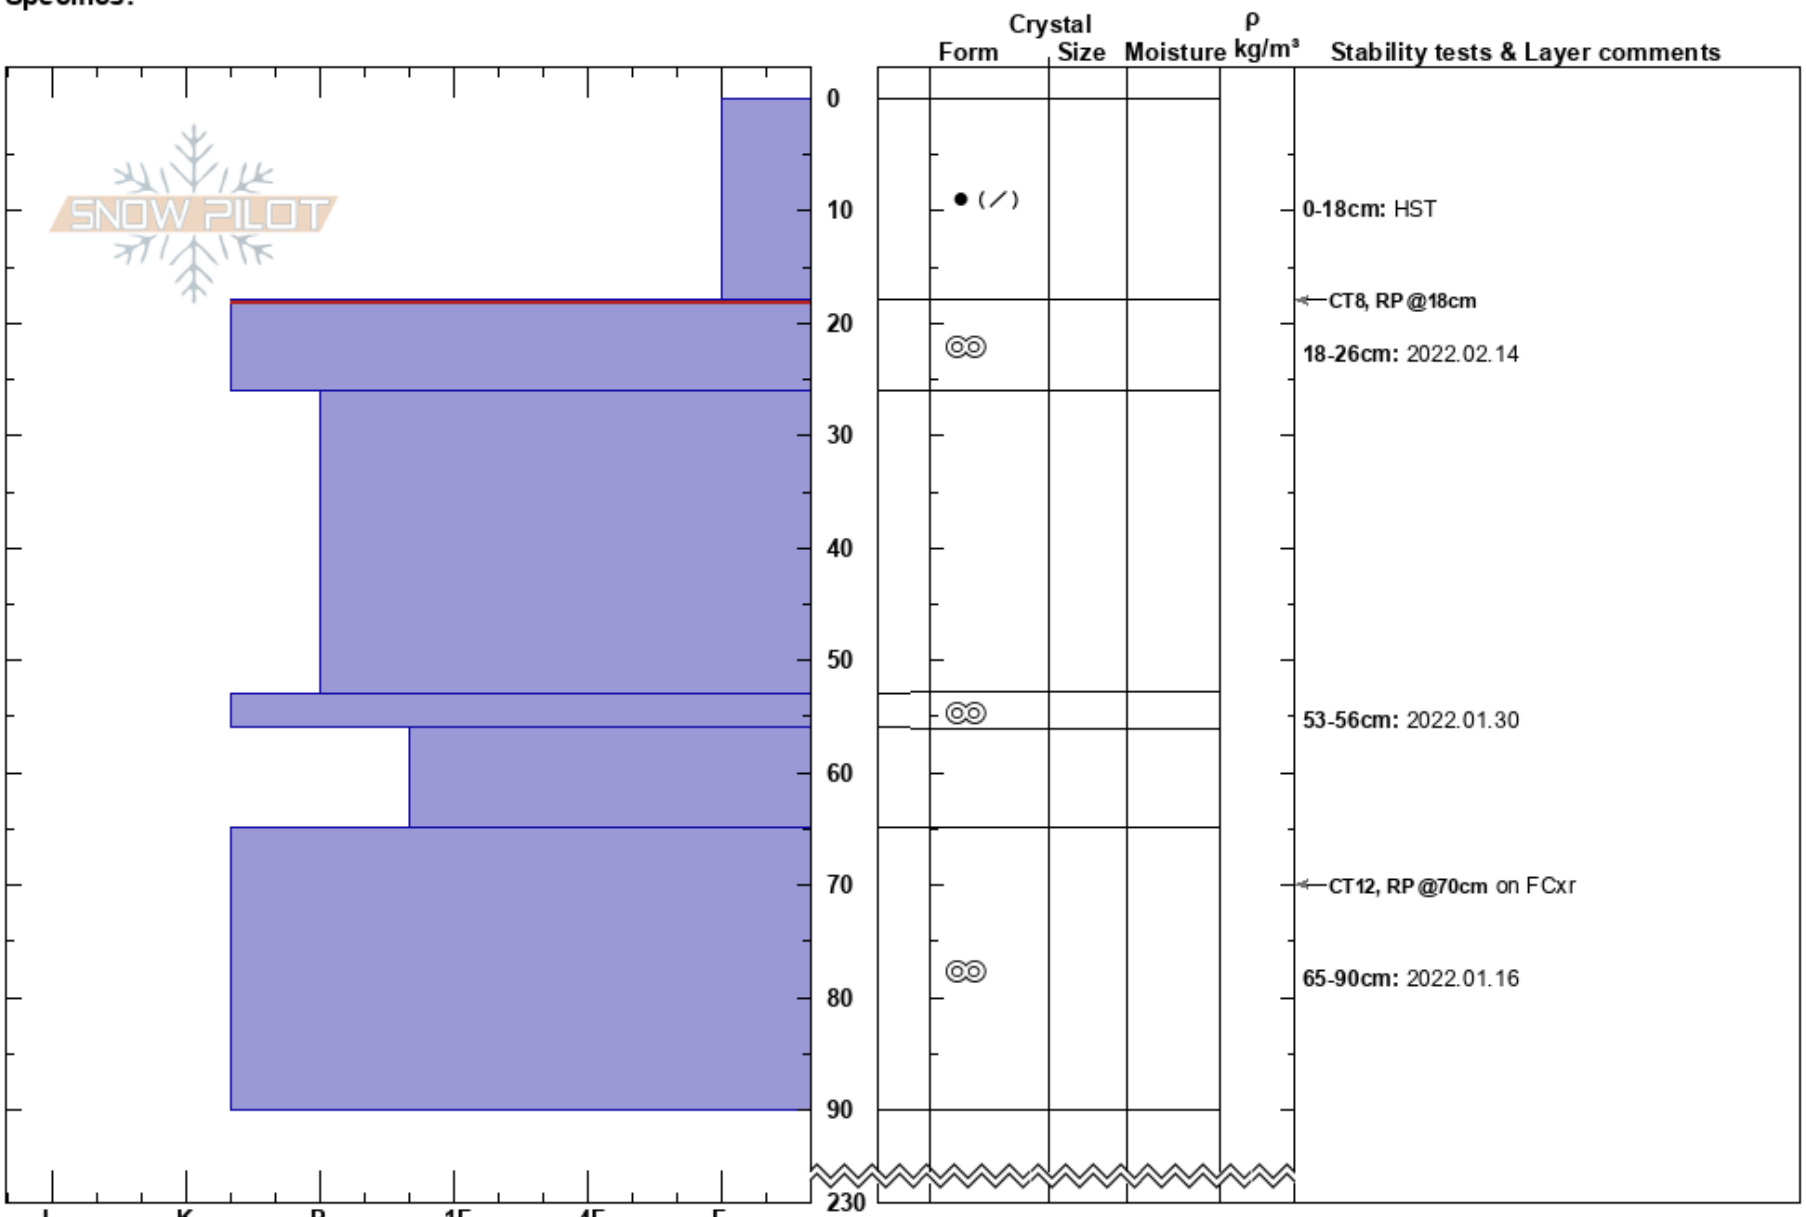 Crystal
ρ
Form Size Moisture kg/m³ Stability tests & Layer comments
0
SNOW PILOT
10 0-18cm: HST
CT8, RP @18cm
20
18-26cm: 2022.02.14
30
40
50
53-56cm: 2022.01.30
60
70 CT12, RP @70cm on FCxr
65-90cm: 2022.01.16
80
90
230